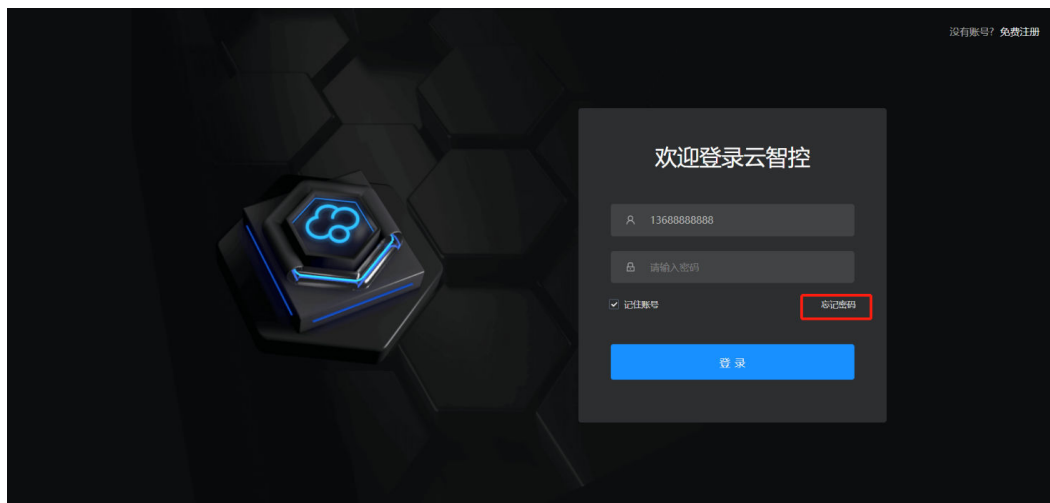 没有账号? 免费注册
欢迎登录云智控
13688888888
请输入密码
记住账号 忘记密码
登 录